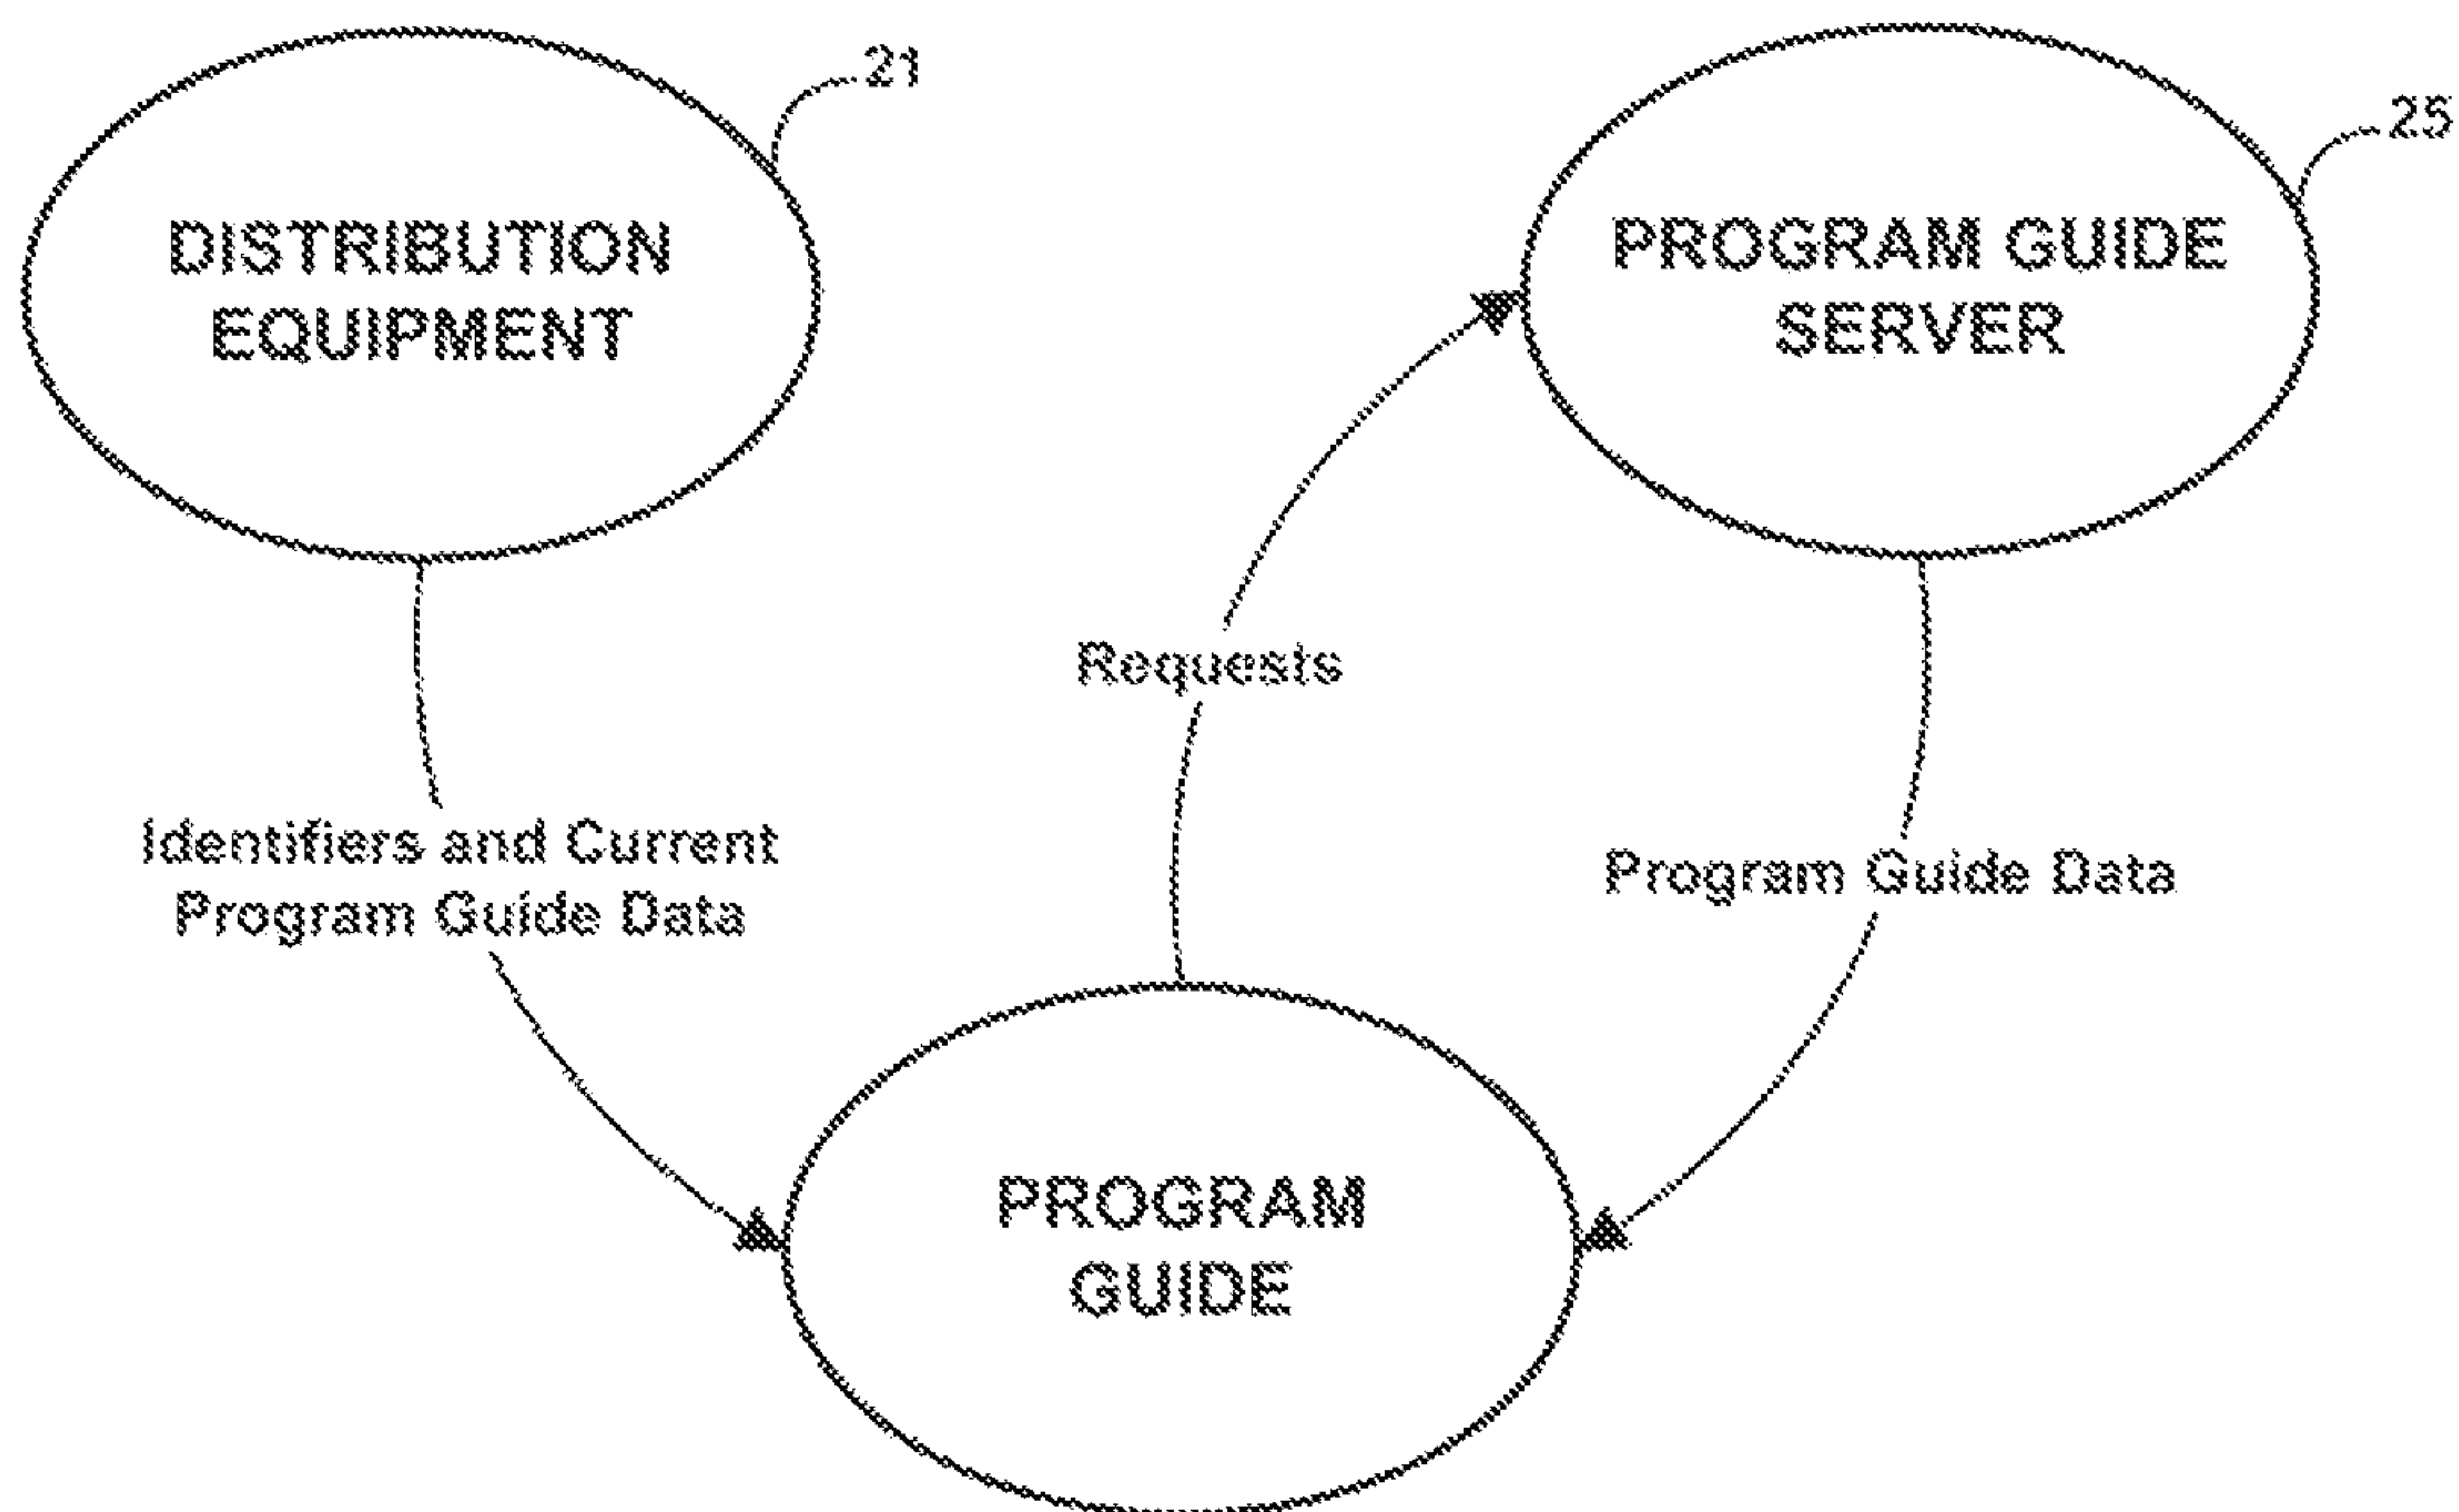 21
25
DISTRIBUTION
EQUIPMENT
PROGRAM GUIDE
SERVER
Requests
Identifiers and Current
Program Guide Data
Program Guide Data
PROGRAM
GUIDE